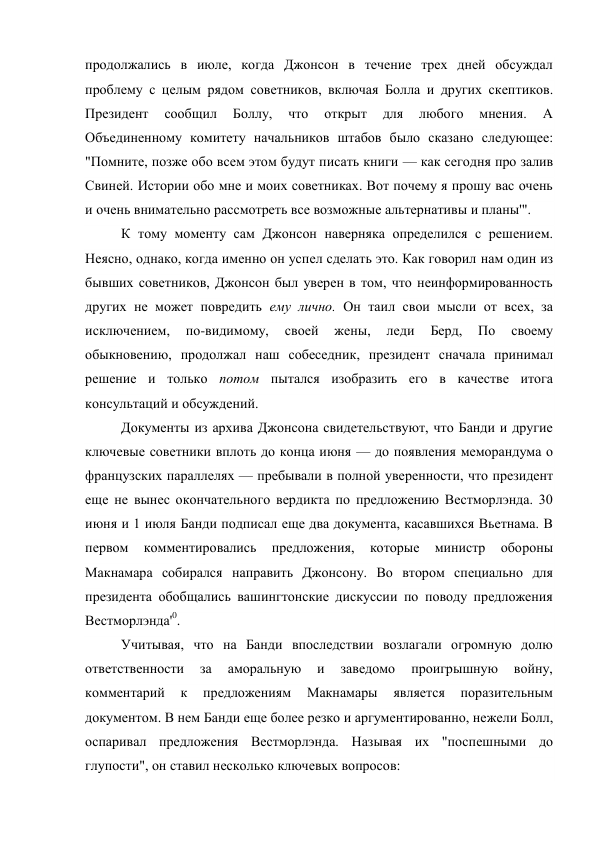 продолжались в июле, когда Джонсон в течение трех дней обсуждал
проблему с целым рядом советников, включая Болла и других скептиков.
Президент сообщил Боллу, что открыт для любого мнения. А
Объединенному комитету начальников штабов было сказано следующее:
"Помните, позже обо всем этом будут писать книги — как сегодня про залив
Свиней. Истории обо мне и моих советниках. Вот почему я прошу вас очень
и очень внимательно рассмотреть все возможные альтернативы и планы'".
К тому моменту сам Джонсон наверняка определился с решением.
Неясно, однако, когда именно он успел сделать это. Как говорил нам один из
бывших советников, Джонсон был уверен в том, что неинформированность
других не может повредить ему лично. Он таил свои мысли от всех, за
исключением, по-видимому, своей жены, леди Берд, По своему
обыкновению, продолжал наш собеседник, президент сначала принимал
решение и только потом пытался изобразить его в качестве итога
консультаций и обсуждений.
Документы из архива Джонсона свидетельствуют, что Банди и другие
ключевые советники вплоть до конца июня — до появления меморандума о
французских параллелях — пребывали в полной уверенности, что президент
еще не вынес окончательного вердикта по предложению Вестморлэнда. 30
июня и 1 июля Банди подписал еще два документа, касавшихся Вьетнама. В
первом комментировались предложения, которые министр обороны
Макнамара собирался направить Джонсону. Во втором специально для
президента обобщались вашингтонские дискуссии по поводу предложения
Вестморлэнда'⁰.
Учитывая, что на Банди впоследствии возлагали огромную долю
ответственности за аморальную и заведомо проигрышную войну,
комментарий к предложениям Макнамары является поразительным
документом. В нем Банди еще более резко и аргументированно, нежели Болл,
оспаривал предложения Вестморлэнда. Называя их "поспешными до
глупости", он ставил несколько ключевых вопросов: